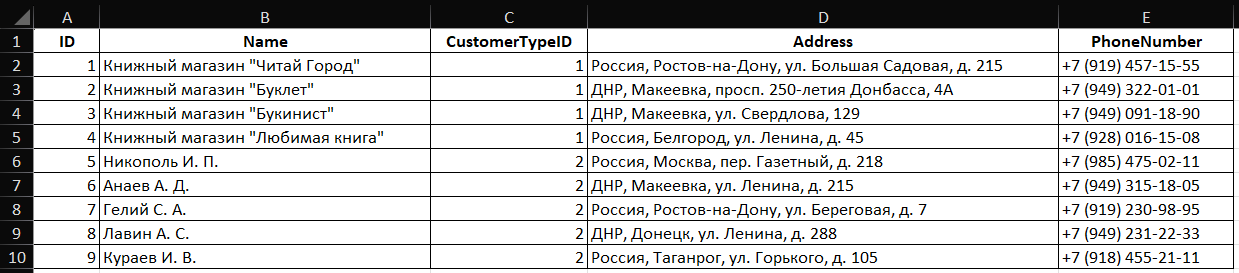 A B C D E
1 ID Name CustomerTypeID Address PhoneNumber
2 1 Книжный магазин "Читай Город" 1 Россия, Ростов-на-Дону, ул. Большая Садовая, д. 215 +7 (919) 457-15-55
3 2 Книжный магазин "Буклет" 1 ДНР, Макеевка, просп. 250-летия Донбасса, 4А +7 (949) 322-01-01
4 3 Книжный магазин "Букинист" 1 ДНР, Макеевка, ул. Свердлова, 129 +7 (949) 091-18-90
5 4 Книжный магазин "Любимая книга" 1 Россия, Белгород, ул. Ленина, д. 45 +7 (928) 016-15-08
6 5 Никополь И. П. 2 Россия, Москва, пер. Газетный, д. 218 +7 (985) 475-02-11
7 6 Анаев А. Д. 2 ДНР, Макеевка, ул. Ленина, д. 215 +7 (949) 315-18-05
8 7 Гелий С. А. 2 Россия, Ростов-на-Дону, ул. Береговая, д. 7 +7 (919) 230-98-95
9 8 Лавин А. С. 2 ДНР, Донецк, ул. Ленина, д. 288 +7 (949) 231-22-33
10 9 Кураев И. В. 2 Россия, Таганрог, ул. Горького, д. 105 +7 (918) 455-21-11